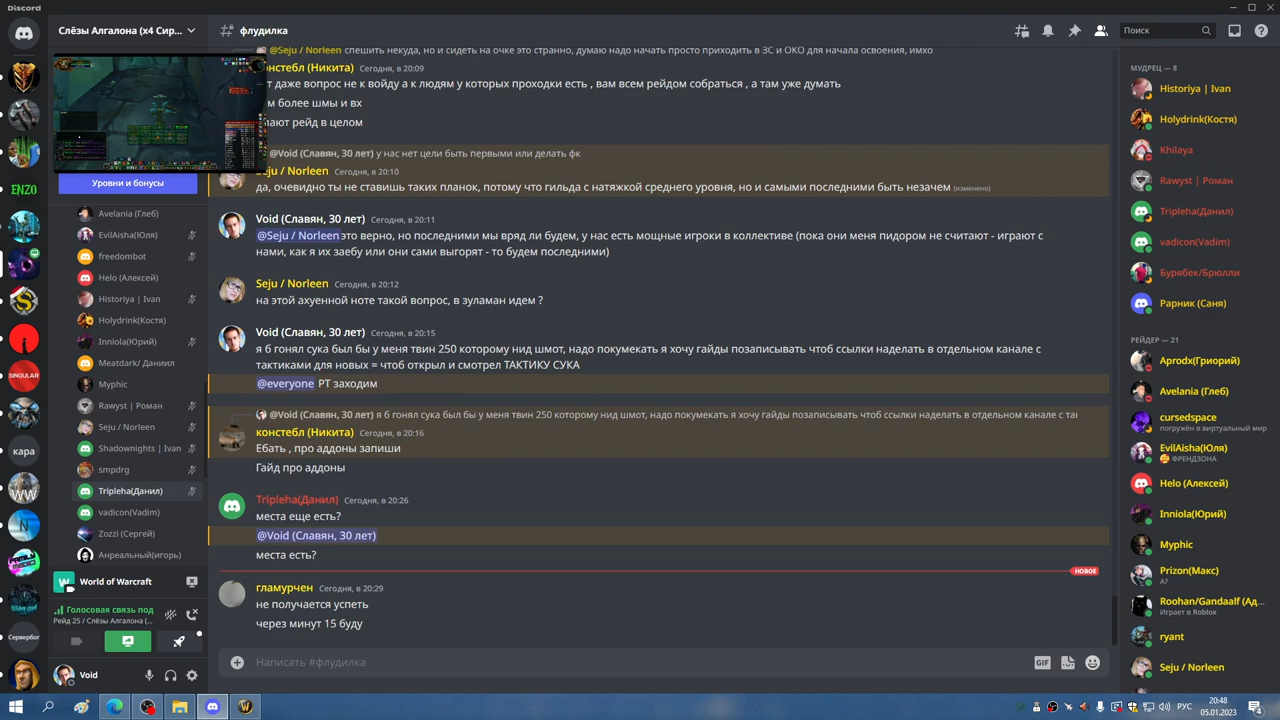 Discord
Слёзы Алгалона (x4 Сир...
флудилка
Поиск
@Seju / Norleen спешить некуда, но и сидеть на очке это странно, думаю надо начать просто приходить в ЗС и ОКО для начала освоения, имхо
нстебл (Никита) Сегодня, в 20:09
т даже вопрос не к войду а к людям у которых проходки есть , вам всем рейдом собраться , а там уже думать
м более шмы и вх
ают рейд в целом
@Void (Славян, 30 лет) у нас нет цели быть первыми или делать фк
ju / Norleen Сегодня, в 20:10
да, очевидно ты не ставишь таких планок, потому что гильда с натяжкой среднего уровня, но и самыми последними быть незачем (изменено)
Void (Славян, 30 лет) Сегодня, в 20:11
@Seju / Norleen это верно, но последними мы вряд ли будем, у нас есть мощные игроки в коллективе (пока они меня пидором не считают - играют с
нами, как я их заебу или они сами выгорят - то будем последними)
Seju / Norleen Сегодня, в 20:12
на этой ахуенной ноте такой вопрос, в зуламан идем ?
Void (Славян, 30 лет) Сегодня, в 20:15
я б гонял сука был бы у меня твин 250 которому нид шмот, надо покумекать я хочу гайды позаписывать чтоб ссылки наделать в отдельном канале с
тактиками для новых = чтоб открыл и смотрел ТАКТИКУ СУКА
@everyone РТ заходим
@Void (Славян, 30 лет) я б гонял сука был бы у меня твин 250 которому нид шмот, надо покумекать я хочу гайды позаписывать чтоб ссылки наделать в отдельном канале с так
констебл (Никита) Сегодня, в 20:16
Ебать , про аддоны запиши
Гайд про аддоны
Tripleha(Данил) Сегодня, в 20:26
места еще есть?
@Void (Славян, 30 лет)
места есть?
НОВОЕ
гламурчен Сегодня, в 20:29
не получается успеть
через минут 15 буду
Написать #флудилка
GIF
Уровни и бонусы
Avelania (Глеб)
EvilAisha(Юля)
freedombot
Helo (Алексей)
Historiya | Ivan
Holydrink(Костя)
Inniola(Юрий)
Meatdark/ Даниил
Myphic
Rawyst | Роман
Seju / Norleen
Shadownights | Ivan
smpdrg
Tripleha(Данил)
vadicon(Vadim)
Zozzi (Сергей)
Анреальный(игорь)
World of Warcraft
Голосовая связь под
Рейд 25 / Слёзы Алгалона (...
Void
ENZO
SINGULAR
кара
WW
N
Сервербог
МУДРЕЦ — 8
Historiya | Ivan
Holydrink(Костя)
Khilaya
Rawyst | Роман
Tripleha(Данил)
vadicon(Vadim)
Бурябек/Брюлли
Рарник (Саня)
РЕЙДЕР — 21
Aprodx(Гриорий)
Avelania (Глеб)
cursedspace
погружён в виртуальный мир
EvilAisha(Юля)
ФРЕНДЗОНА
Helo (Алексей)
Inniola(Юрий)
Myphic
Prizon(Макс)
А?
Roohan/Gandaalf (Ад...
Играет в Roblox
ryant
Seju / Norleen
РУС
20:48
05.01.2023
4